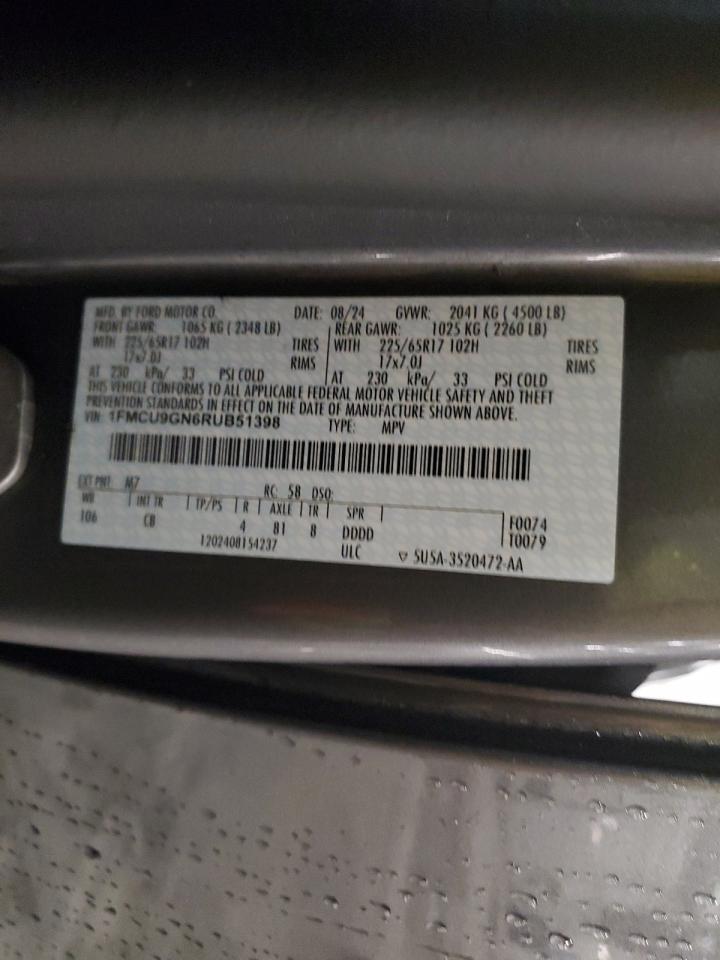 MFD. BY FORD MOTOR CO. DATE: 08/24 GVWR: 2041 KG ( 4500 LB)
FRONT GAWR: 1065 KG ( 2348 LB) REAR GAWR: 1025 KG ( 2260 LB)
WITH 225/65R17 102H TIRES WITH 225/65R17 102H TIRES
17x7.0J RIMS 17x7.0J RIMS
AT 230 kPa/ 33 PSI COLD AT 230 kPa/ 33 PSI COLD
THIS VEHICLE CONFORMS TO ALL APPLICABLE FEDERAL MOTOR VEHICLE SAFETY AND THEFT
PREVENTION STANDARDS IN EFFECT ON THE DATE OF MANUFACTURE SHOWN ABOVE.
VIN: 1FMCU9GN6RUB51398 TYPE: MPV
EXT PNT: M7 RC: 58 DSO:
WB INT TR TP/PS R AXLE TR SPR F0074
106 CB 4 81 8 DDDD T0079
1202408154237 ULC SU5A-3520472-AA